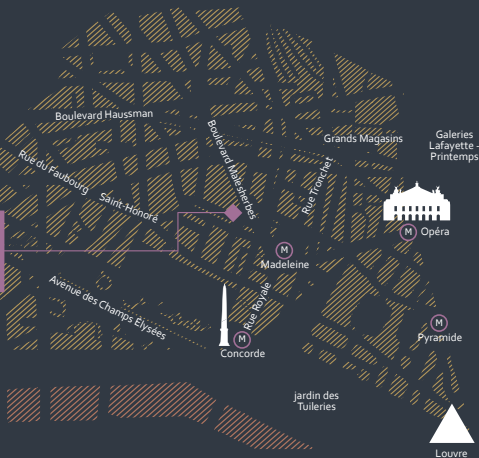 Boulevard Haussman
Boulevard Malesherbes
Grands Magasins
Galeries
Lafayette -
Printemps
Rue du Faubourg
Saint-Honoré
Rue Tronchet
M
Opéra
M
Madeleine
Avenue des Champs Elysées
Rue Royale
M
Concorde
M
Pyramide
jardin des
Tuileries
Louvre